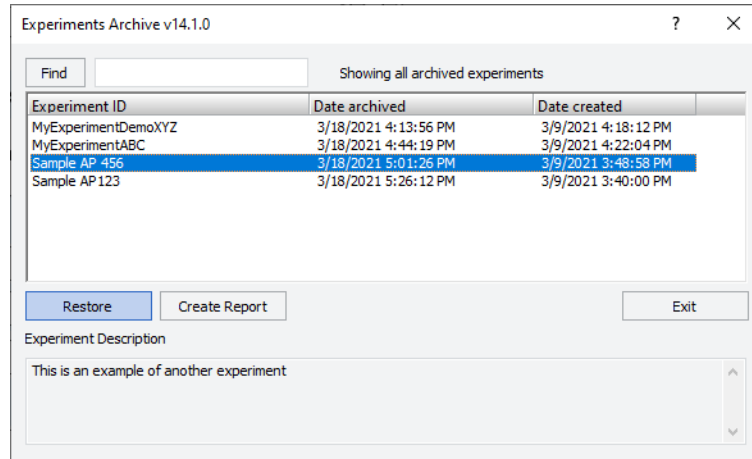 Experiments Archive v14.1.0 ?
Find Showing all archived experiments
Experiment ID Date archived Date created
MyExperimentDemoXYZ 3/18/2021 4:13:56 PM 3/9/2021 4:18:12 PM
MyExperimentABC 3/18/2021 4:44:19 PM 3/9/2021 4:22:04 PM
Sample AP 456 3/18/2021 5:01:26 PM 3/9/2021 3:48:58 PM
Sample AP123 3/18/2021 5:26:12 PM 3/9/2021 3:40:00 PM
Restore Create Report Exit
Experiment Description
This is an example of another experiment